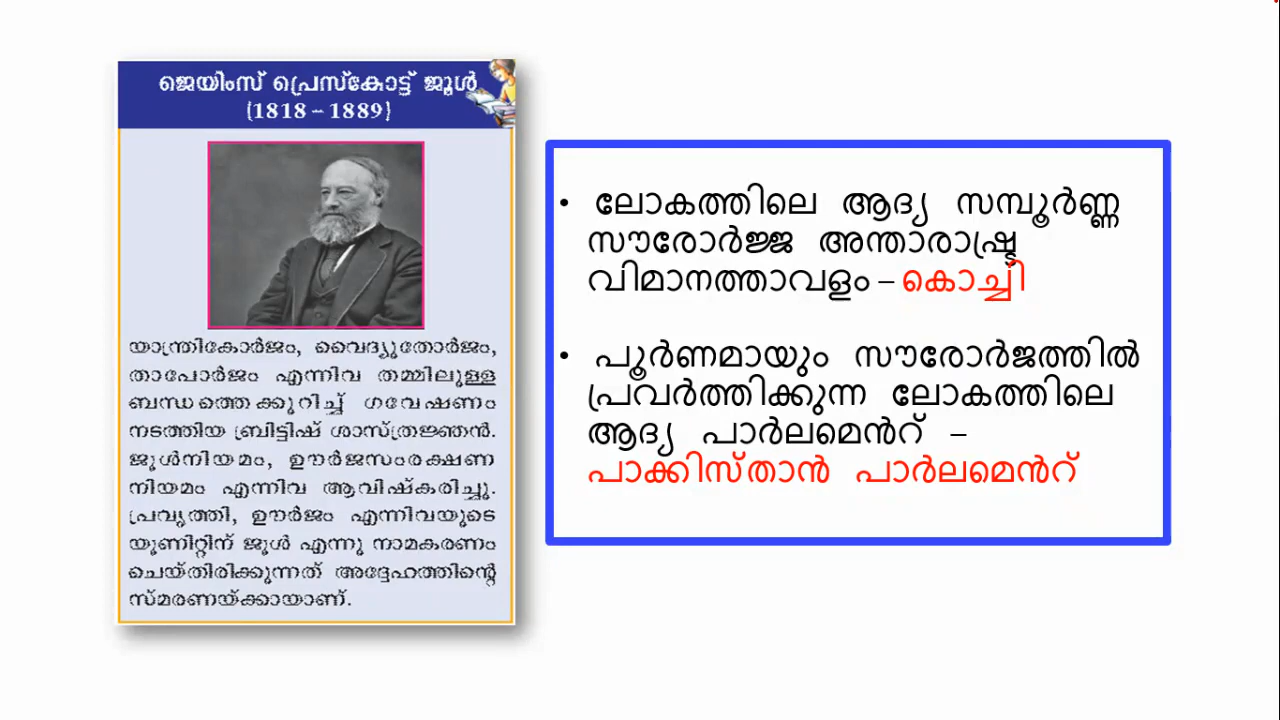 ജെയിംസ് പ്രെസ്കോട്ട് ജൂൾ
(1818 – 1889)
യാന്ത്രികോർജം, വൈദ്യുതോർജം,
താപോർജം എന്നിവ തമ്മിലുള്ള
ബന്ധത്തെക്കുറിച്ച് ഗവേഷണം
നടത്തിയ ബ്രിട്ടിഷ് ശാസ്ത്രജ്ഞൻ.
ജൂൾനിയമം, ഊർജസംരക്ഷണ
നിയമം എന്നിവ ആവിഷ്കരിച്ചു.
പ്രവൃത്തി, ഊർജം എന്നിവയുടെ
യൂണിറ്റിന് ജൂൾ എന്നു നാമകരണം
ചെയ്തിരിക്കുന്നത് അദ്ദേഹത്തിന്റെ
സ്മരണയ്ക്കായാണ്.
• ലോകത്തിലെ ആദ്യ സമ്പൂർണ്ണ
സൗരോർജ്ജ അന്താരാഷ്ട്ര
വിമാനത്താവളം – കൊച്ചി
• പൂർണമായും സൗരോർജത്തിൽ
പ്രവർത്തിക്കുന്ന ലോകത്തിലെ
ആദ്യ പാർലമെൻറ് –
പാക്കിസ്താൻ പാർലമെൻറ്